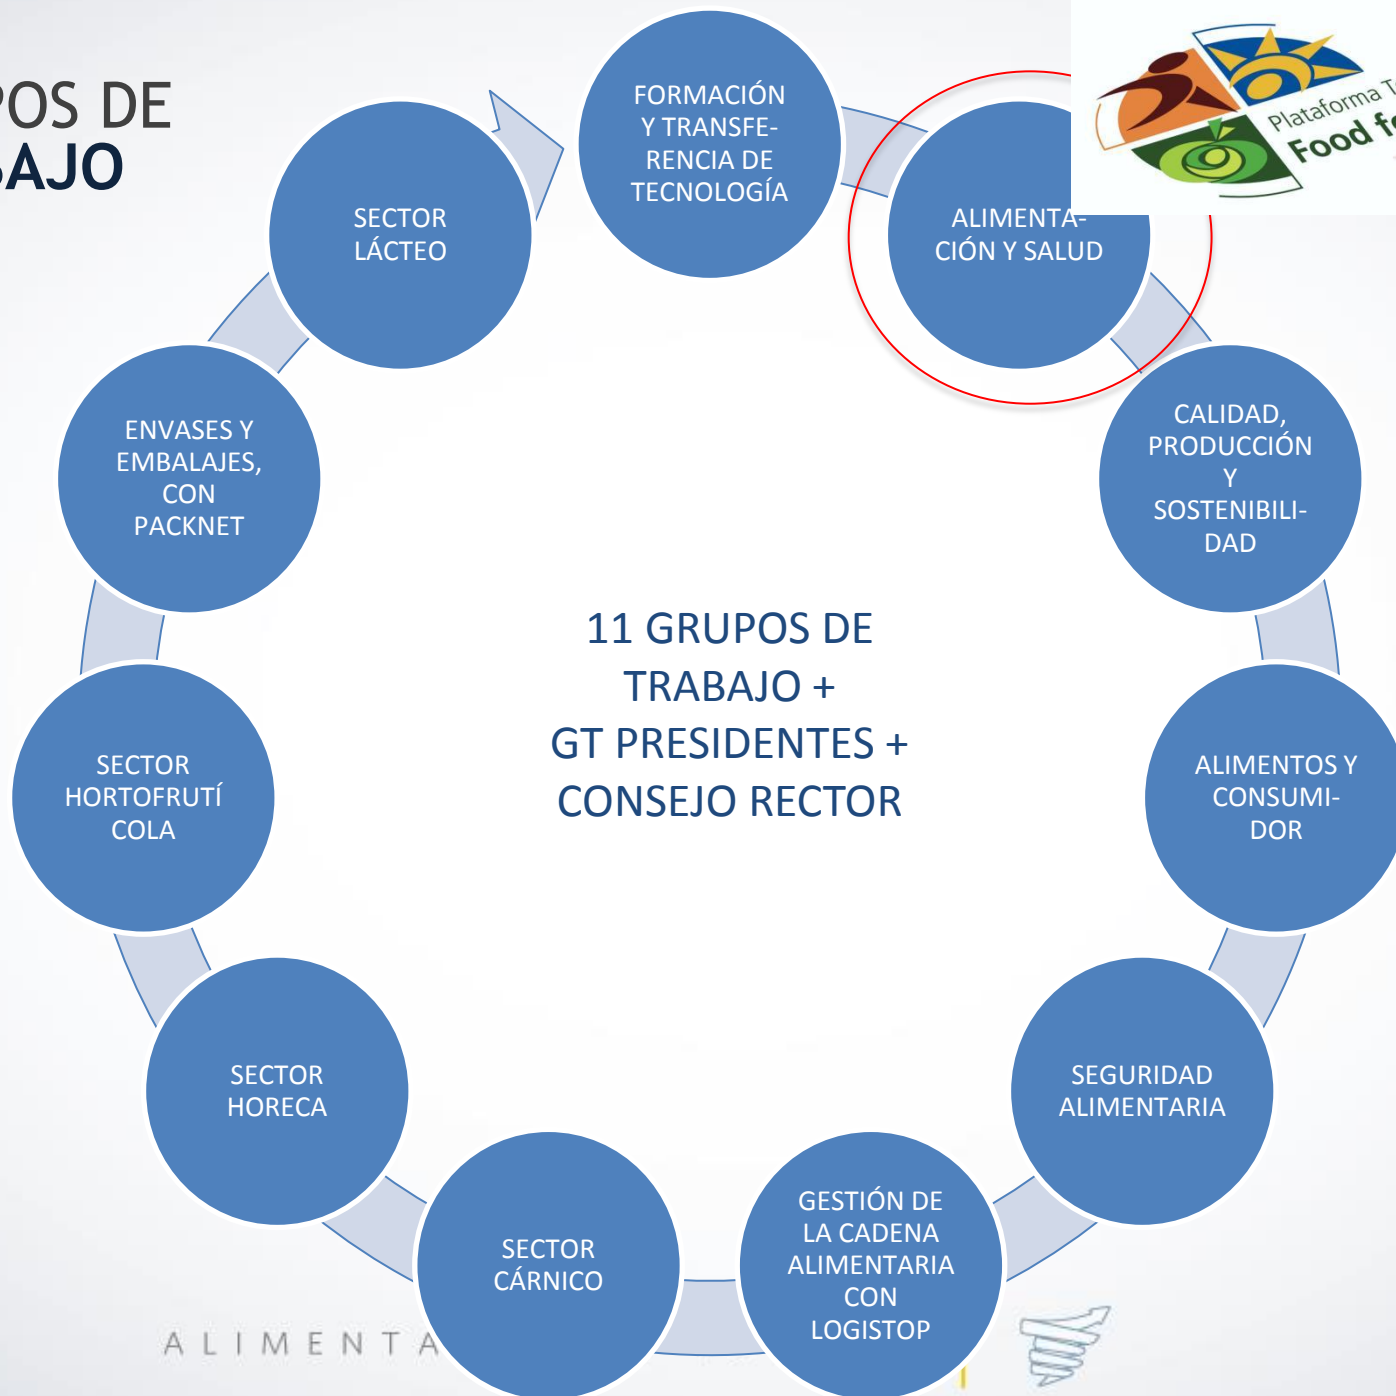 POS DE
BAJO
Plataforma
Food
FORMACIÓN
Y TRANSFE-
RENCIA DE
TECNOLOGÍA
ALIMENTA-
CIÓN Y SALUD
CALIDAD,
PRODUCCIÓN
Y
SOSTENIBILI-
DAD
ALIMENTOS Y
CONSUMI-
DOR
SEGURIDAD
ALIMENTARIA
GESTIÓN DE
LA CADENA
ALIMENTARIA
CON
LOGISTOP
SECTOR
CÁRNICO
SECTOR
HORECA
SECTOR
HORTOFRUTÍ
COLA
ENVASES Y
EMBALAJES,
CON
PACKNET
SECTOR
LÁCTEO
11 GRUPOS DE
TRABAJO +
GT PRESIDENTES +
CONSEJO RECTOR
ALIMENTA